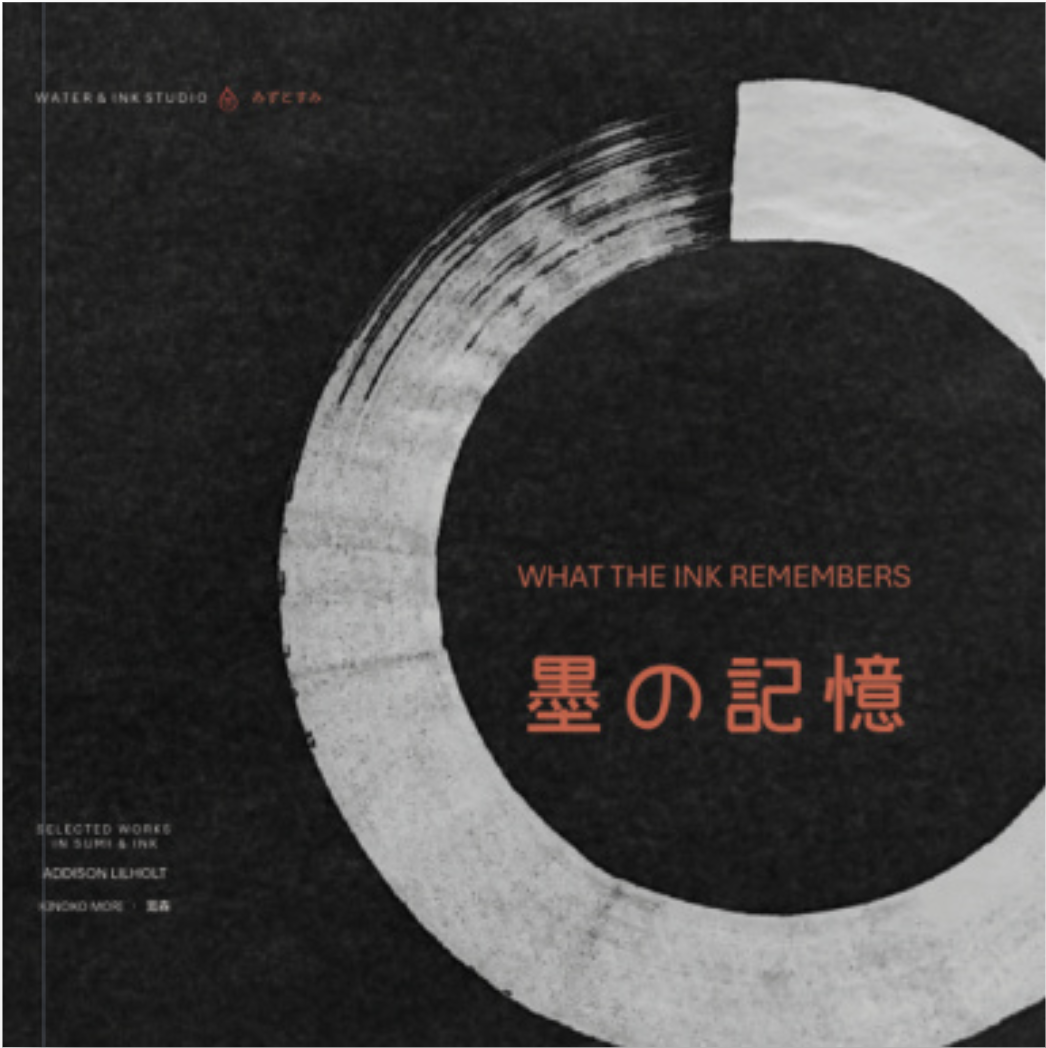 WATER & INK STUDIO みずとすみ
WHAT THE INK REMEMBERS
墨の記憶
SELECTED WORKS
IN SUMI & INK
ADDISON LILHOLT
KINOKO MORI ·